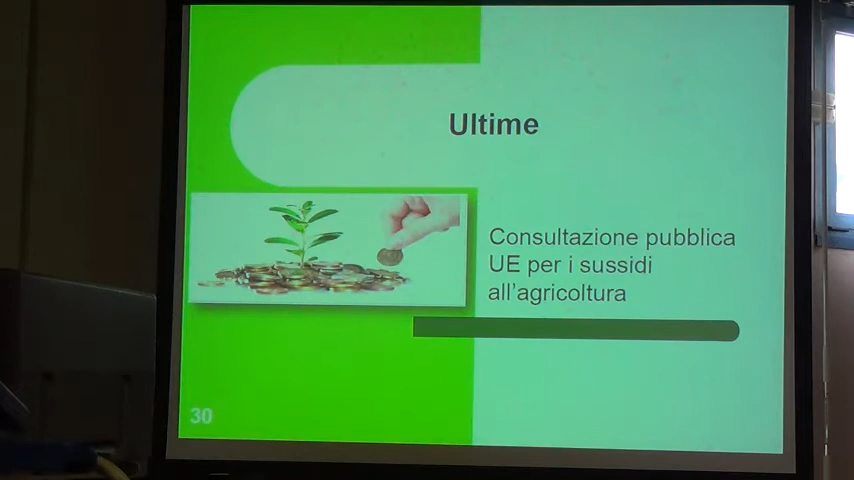 Ultime
Consultazione pubblica
UE per i sussidi
all'agricoltura
30